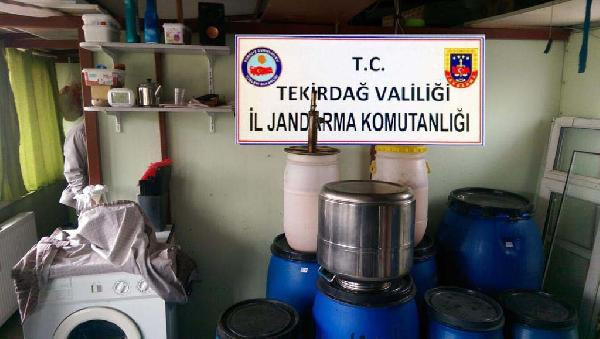 T.C.
TEKİRDAĞ VALİLİĞİ
İL JANDARMA KOMUTANLIĞI